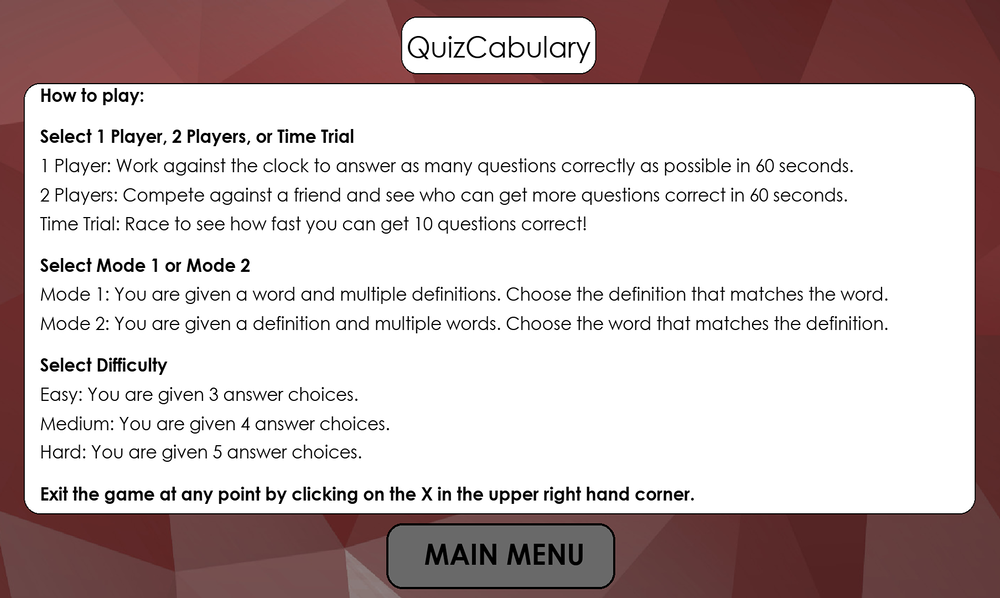 QuizCabulary
How to play:
Select 1 Player, 2 Players, or Time Trial
1 Player: Work against the clock to answer as many questions correctly as possible in 60 seconds.
2 Players: Compete against a friend and see who can get more questions correct in 60 seconds.
Time Trial: Race to see how fast you can get 10 questions correct!
Select Mode 1 or Mode 2
Mode 1: You are given a word and multiple definitions. Choose the definition that matches the word.
Mode 2: You are given a definition and multiple words. Choose the word that matches the definition.
Select Difficulty
Easy: You are given 3 answer choices.
Medium: You are given 4 answer choices.
Hard: You are given 5 answer choices.
Exit the game at any point by clicking on the X in the upper right hand corner.
MAIN MENU